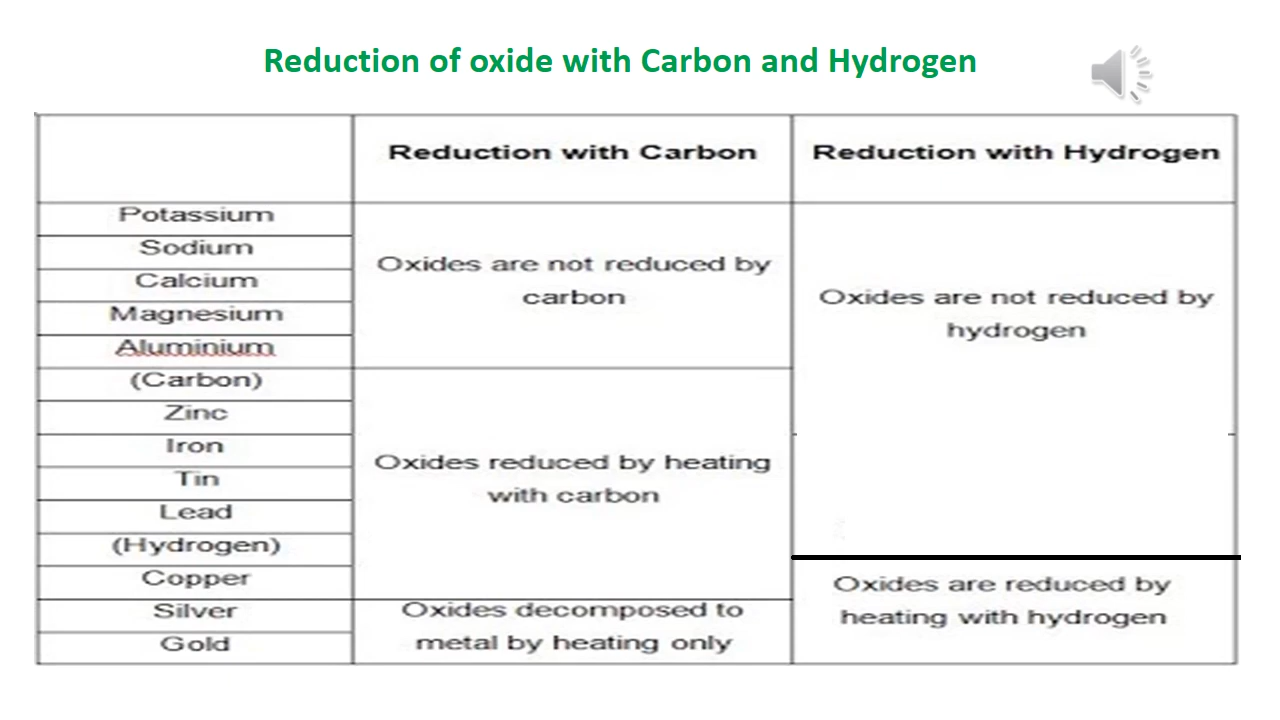 Reduction of oxide with Carbon and Hydrogen
Reduction with Carbon
Reduction with Hydrogen
Potassium
Sodium
Calcium
Magnesium
Aluminium
(Carbon)
Zinc
Iron
Tin
Lead
(Hydrogen)
Copper
Silver
Gold
Oxides are not reduced by
carbon
Oxides reduced by heating
with carbon
Oxides decomposed to
metal by heating only
Oxides are not reduced by
hydrogen
Oxides are reduced by
heating with hydrogen